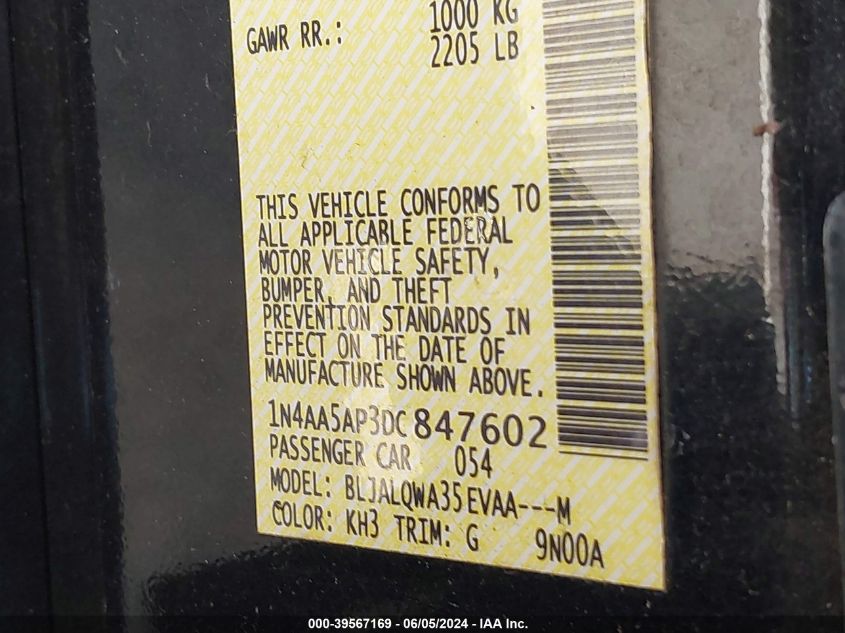 GAWR RR.: 1000 KG
2205 LB
THIS VEHICLE CONFORMS TO
ALL APPLICABLE FEDERAL
MOTOR VEHICLE SAFETY,
BUMPER, AND THEFT
PREVENTION STANDARDS IN
EFFECT ON THE DATE OF
MANUFACTURE SHOWN ABOVE.
1N4AA5AP3DC847602
PASSENGER CAR 054
MODEL: BLJALQWA35EVAA---M
COLOR: KH3 TRIM: G 9N00A
000-39567169 - 06/05/2024 - IAA Inc.